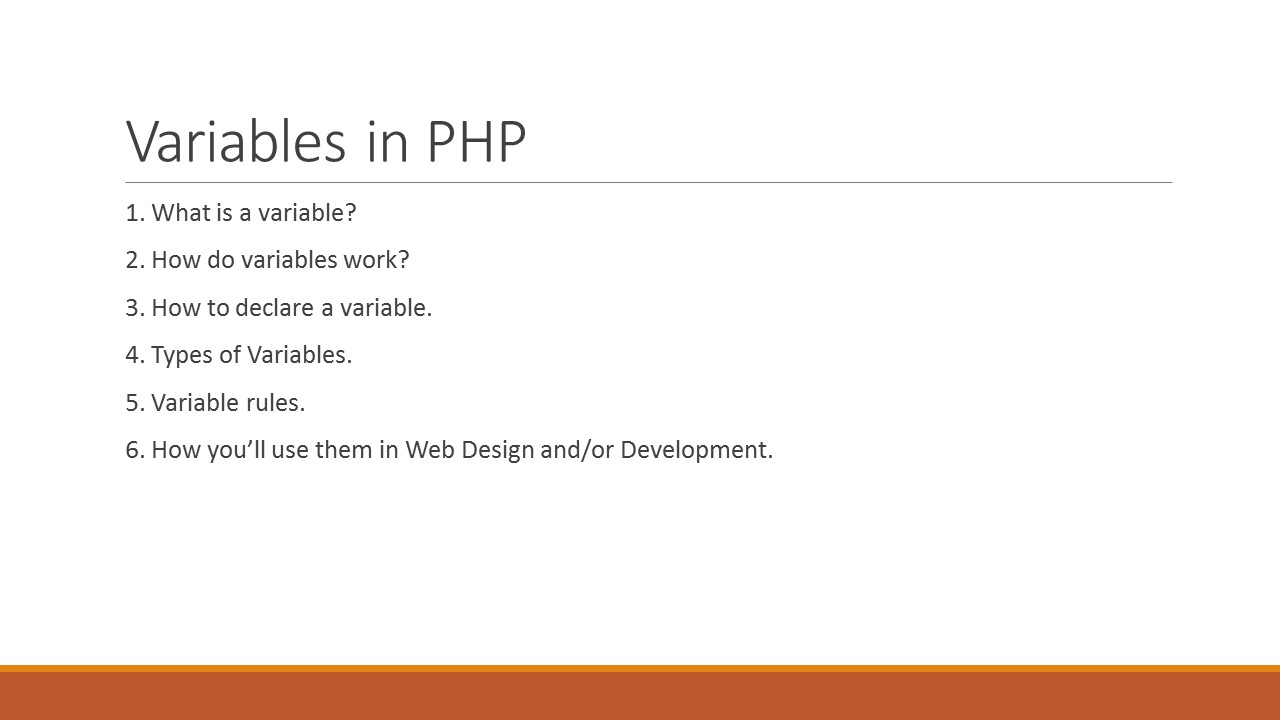 Variables in PHP
1. What is a variable?
2. How do variables work?
3. How to declare a variable.
4. Types of Variables.
5. Variable rules.
6. How you’ll use them in Web Design and/or Development.